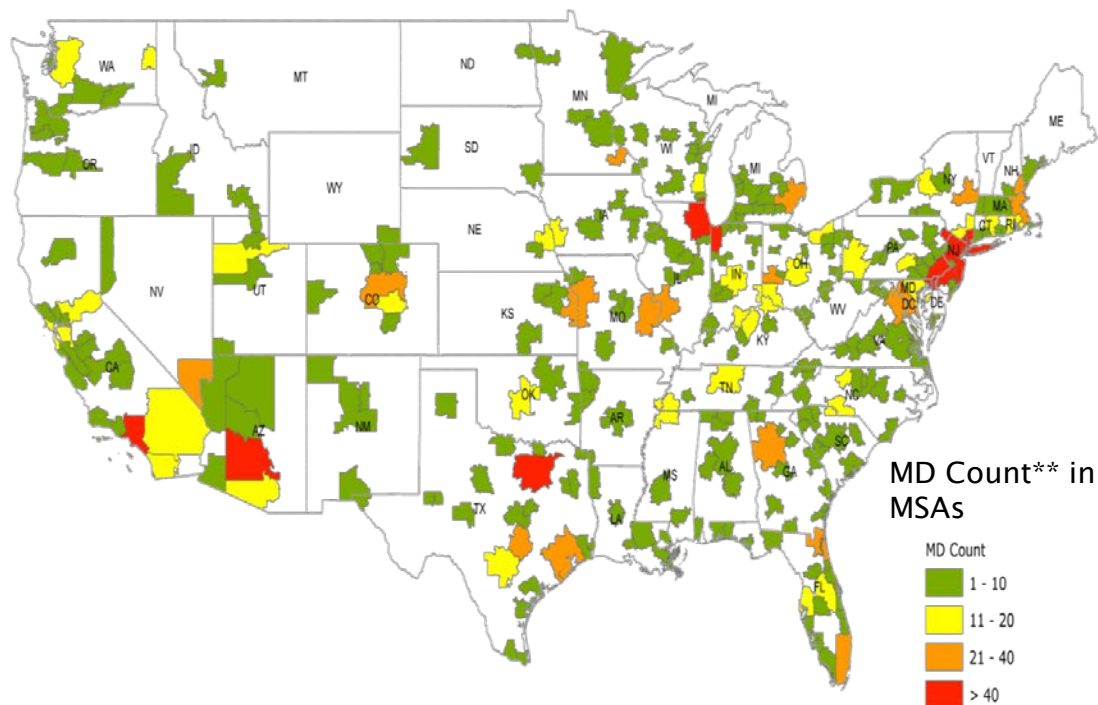 WA
MT
ND
MN
MI
ME
VT
NH
OR
ID
SD
WI
MI
NY
MA
WY
IA
CT
RI
NE
PA
NJ
NV
UT
CO
IL
IN
OH
MD
DC
DE
WV
KS
MO
KY
VA
CA
OK
TN
NC
AZ
NM
AR
SC
MS
AL
GA
TX
LA
FL
MD Count** in
MSAs
MD Count
1 - 10
11 - 20
21 - 40
> 40